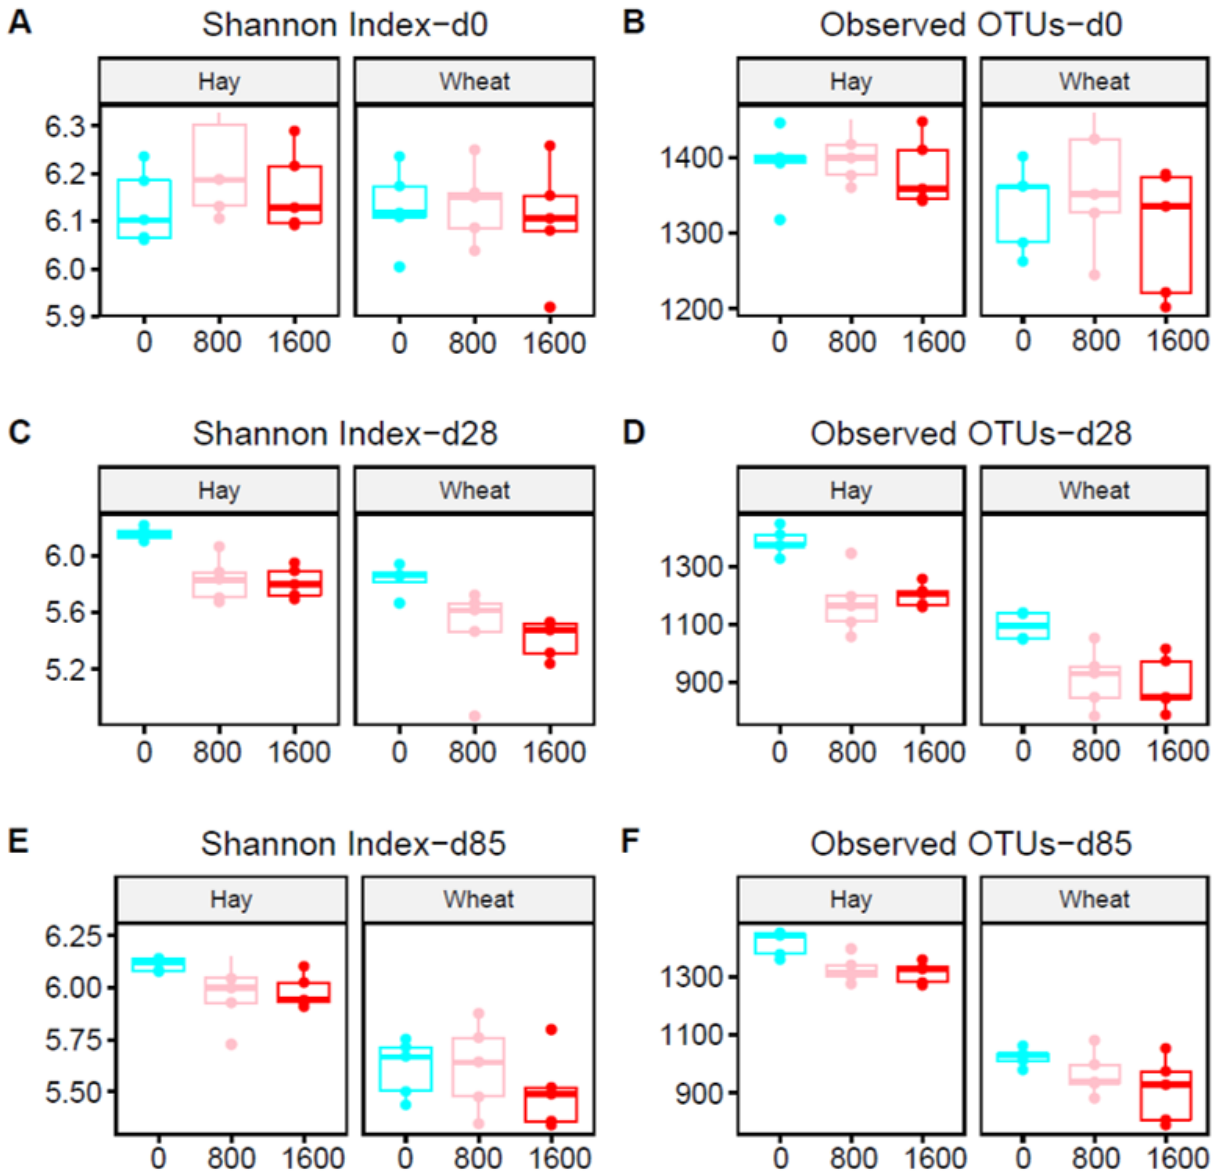 A Shannon Index−d0
Hay Wheat
6.3
6.2
6.1
6.0
5.9
0 800 1600 0 800 1600
B Observed OTUs−d0
Hay Wheat
1400
1300
1200
0 800 1600 0 800 1600
C Shannon Index−d28
Hay Wheat
6.0
5.6
5.2
0 800 1600 0 800 1600
D Observed OTUs−d28
Hay Wheat
1300
1100
900
0 800 1600 0 800 1600
E Shannon Index−d85
Hay Wheat
6.25
6.00
5.75
5.50
0 800 1600 0 800 1600
F Observed OTUs−d85
Hay Wheat
1300
1100
900
0 800 1600 0 800 1600